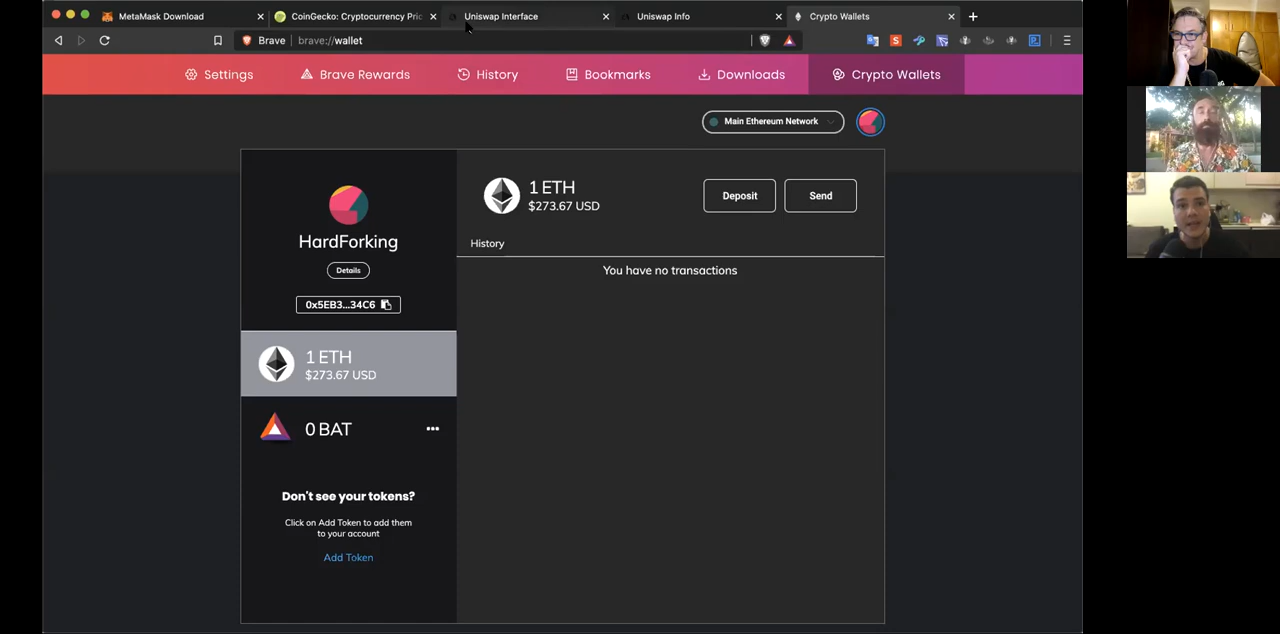 MetaMask Download
CoinGecko: Cryptocurrency Pric
Uniswap Interface
Uniswap Info
Crypto Wallets
Brave
brave://wallet
Settings
Brave Rewards
History
Bookmarks
Downloads
Crypto Wallets
Main Ethereum Network
HardForking
Details
0x5EB3...34C6
1 ETH
$273.67 USD
0 BAT
Don't see your tokens?
Click on Add Token to add them
to your account
Add Token
1 ETH
$273.67 USD
Deposit
Send
History
You have no transactions